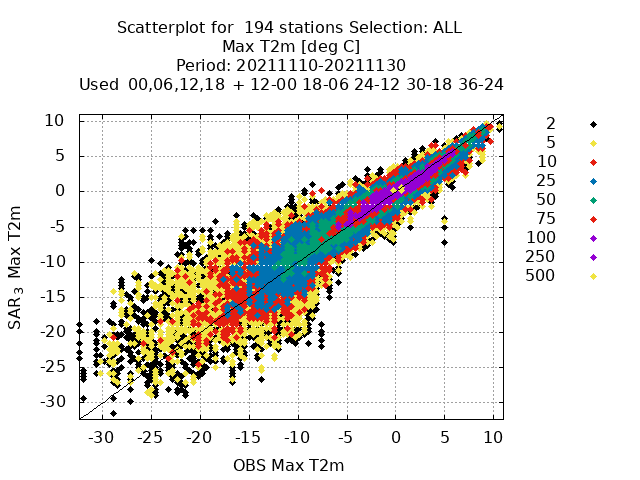 Scatterplot for  194 stations Selection: ALL
Max T2m [deg C]
Period: 20211110-20211130
Used  00,06,12,18  + 12-00 18-06 24-12 30-18 36-24
SAR3 Max T2m
10
5
0
-5
-10
-15
-20
-25
-30
-30 -25 -20 -15 -10 -5 0 5 10
OBS Max T2m
2
5
10
25
50
75
100
250
500